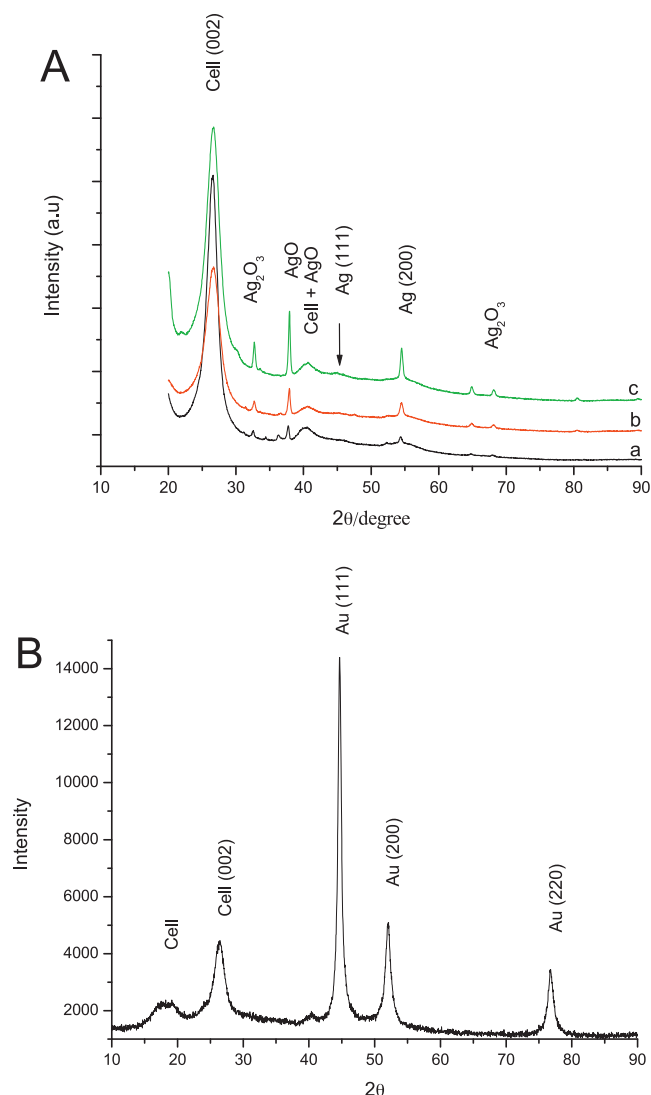 A
Cell (002)
Ag₂O₃
AgO
Cell + AgO
Ag (111)
Ag (200)
Ag₂O₃
Intensity (a.u)
c
b
a
10 20 30 40 50 60 70 80 90
2θ/degree
B
Au (111)
14000
12000
10000
8000
6000
4000
2000
Intensity
Cell
Cell (002)
Au (200)
Au (220)
10 20 30 40 50 60 70 80 90
2θ